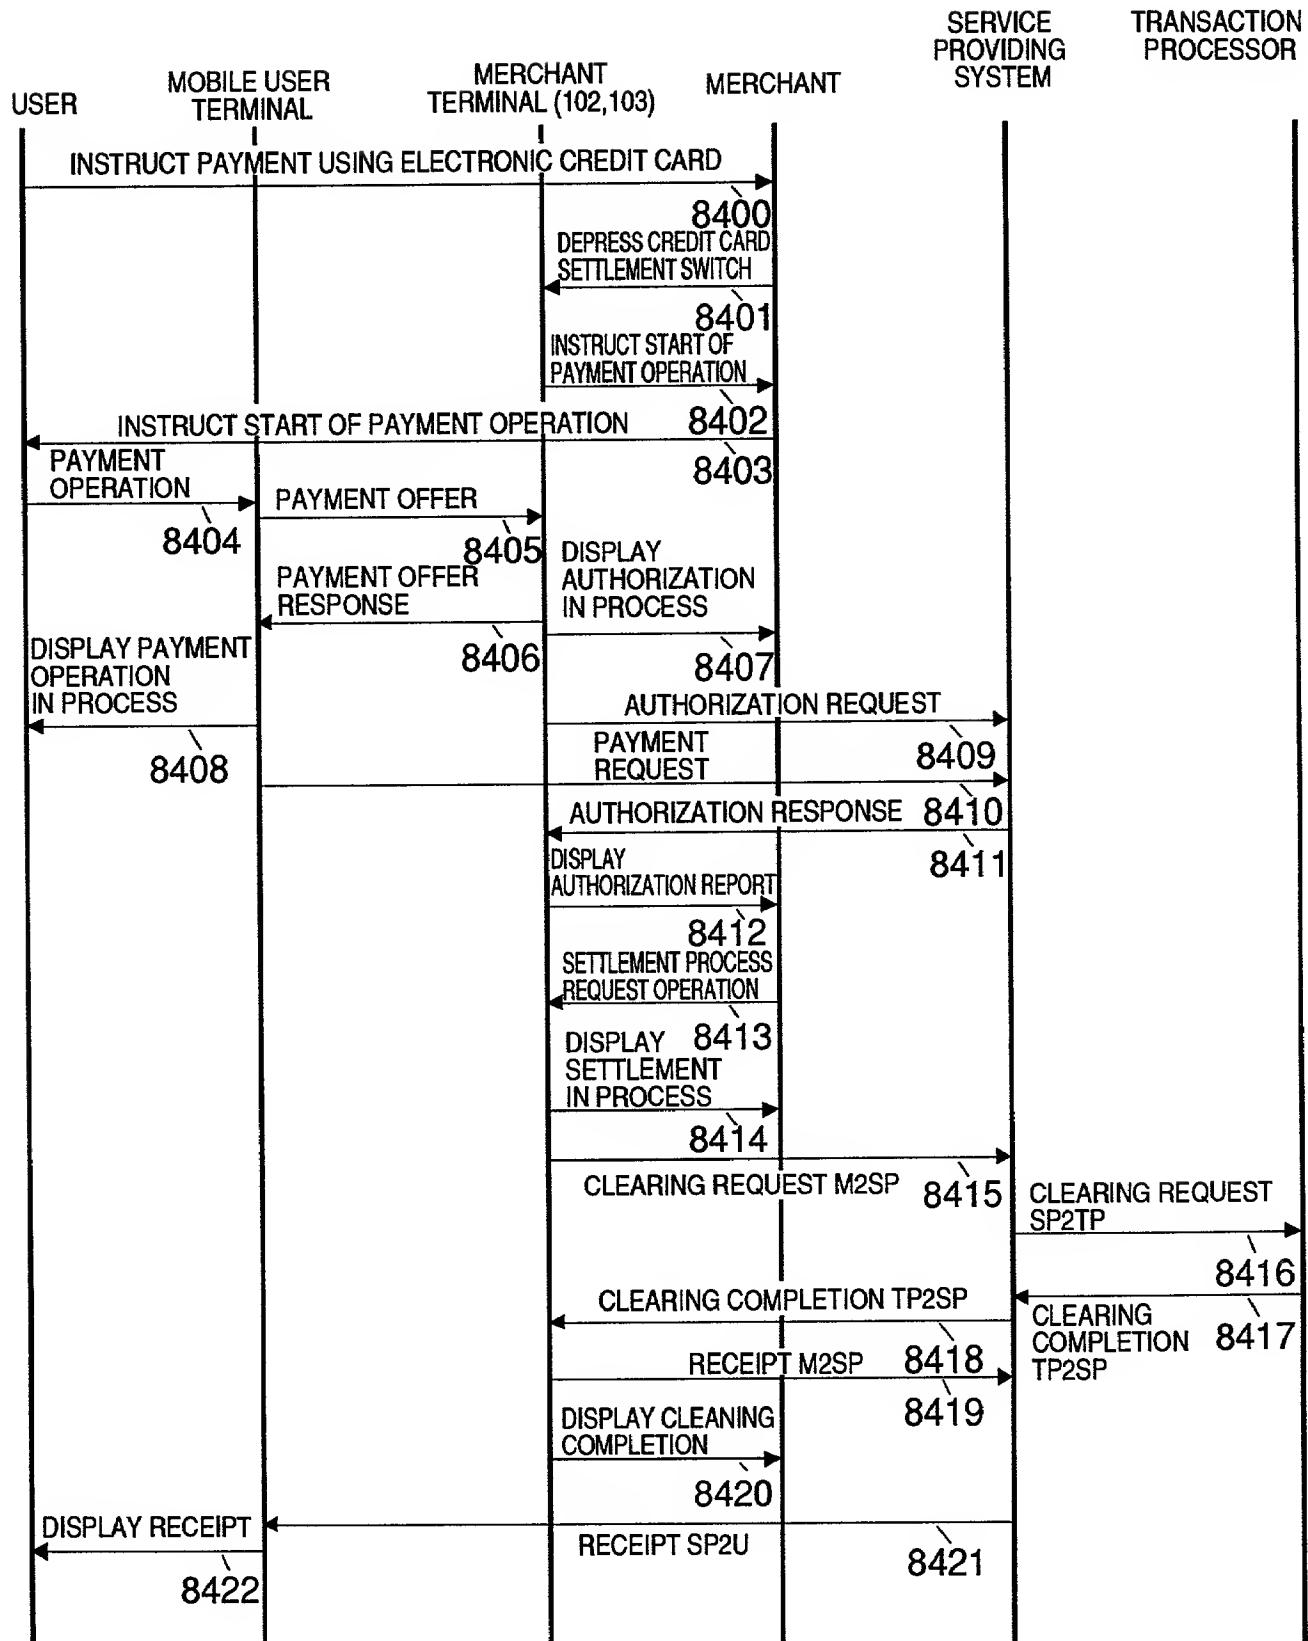 USER
MOBILE USER
TERMINAL
MERCHANT
TERMINAL (102,103)
MERCHANT
SERVICE
PROVIDING
SYSTEM
TRANSACTION
PROCESSOR
INSTRUCT PAYMENT USING ELECTRONIC CREDIT CARD
8400
DEPRESS CREDIT CARD
SETTLEMENT SWITCH
8401
INSTRUCT START OF
PAYMENT OPERATION
8402
INSTRUCT START OF PAYMENT OPERATION
8403
PAYMENT
OPERATION
8404
PAYMENT OFFER
8405
PAYMENT OFFER
RESPONSE
8406
DISPLAY
AUTHORIZATION
IN PROCESS
8407
DISPLAY PAYMENT
OPERATION
IN PROCESS
8408
AUTHORIZATION REQUEST
8409
PAYMENT
REQUEST
8410
AUTHORIZATION RESPONSE
8411
DISPLAY
AUTHORIZATION REPORT
8412
SETTLEMENT PROCESS
REQUEST OPERATION
8413
DISPLAY
SETTLEMENT
IN PROCESS
8414
CLEARING REQUEST M2SP
8415
CLEARING REQUEST
SP2TP
8416
CLEARING
COMPLETION
TP2SP
8417
CLEARING COMPLETION TP2SP
8418
RECEIPT M2SP
8419
DISPLAY CLEANING
COMPLETION
8420
RECEIPT SP2U
8421
DISPLAY RECEIPT
8422